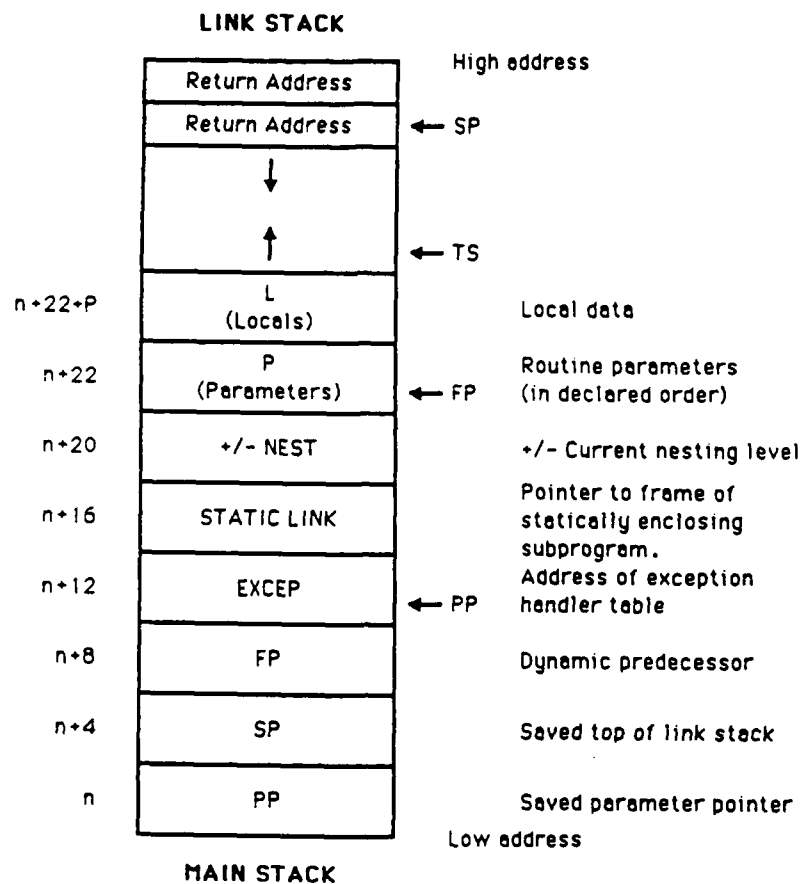 LINK STACK
High address
Return Address
Return Address
← SP
← TS
n+22+P
L
(Locals)
Local data
n+22
P
(Parameters)
← FP
Routine parameters
(in declared order)
n+20
+/- NEST
+/- Current nesting level
n+16
STATIC LINK
Pointer to frame of
statically enclosing
subprogram.
n+12
EXCEP
← PP
Address of exception
handler table
n+8
FP
Dynamic predecessor
n+4
SP
Saved top of link stack
n
PP
Saved parameter pointer
Low address
MAIN STACK